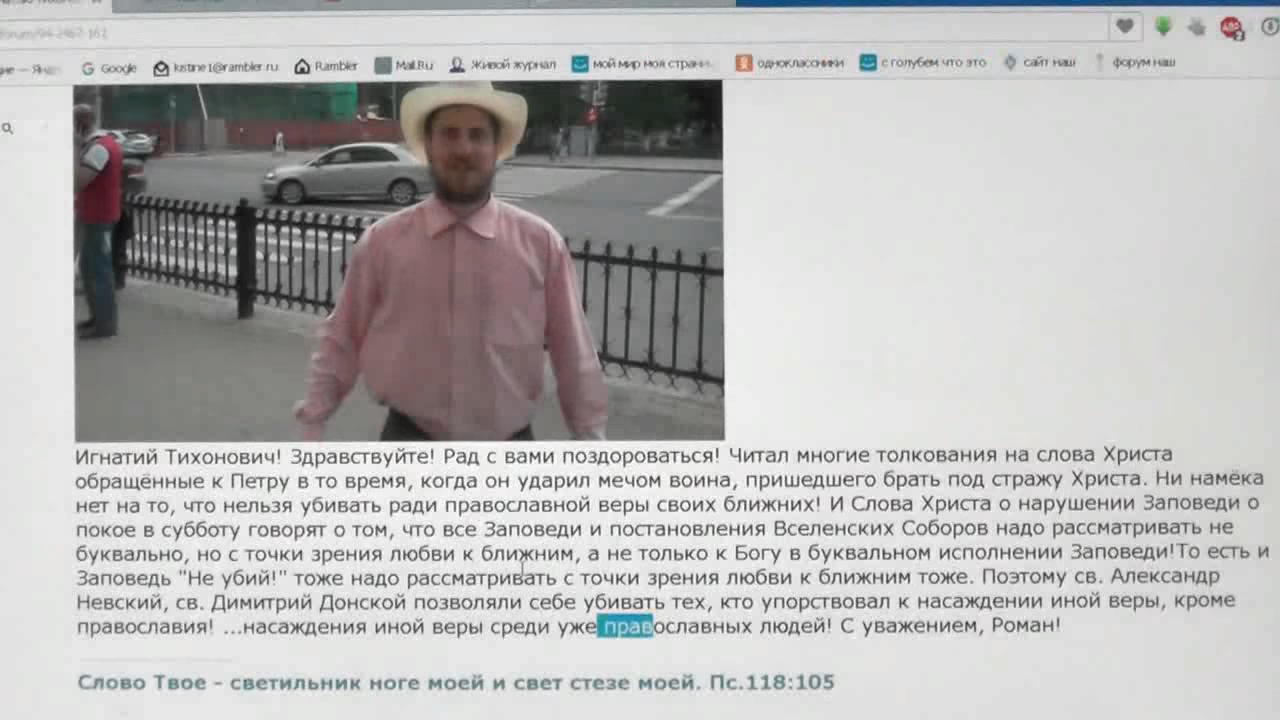 forum/94-2467-161
Google
kistine1@rambler.ru
Rambler
Mail.Ru
Живой журнал
мой мир моя страни
одноклассники
с голубем что это
сайт наш
форум наш
Игнатий Тихонович! Здравствуйте! Рад с вами поздороваться! Читал многие толкования на слова Христа
обращённые к Петру в то время, когда он ударил мечом воина, пришедшего брать под стражу Христа. Ни намёка
нет на то, что нельзя убивать ради православной веры своих ближних! И Слова Христа о нарушении Заповеди о
покое в субботу говорят о том, что все Заповеди и постановления Вселенских Соборов надо рассматривать не
буквально, но с точки зрения любви к ближним, а не только к Богу в буквальном исполнении Заповеди!То есть и
Заповедь "Не убий!" тоже надо рассматривать с точки зрения любви к ближним тоже. Поэтому св. Александр
Невский, св. Димитрий Донской позволяли себе убивать тех, кто упорствовал к насаждении иной веры, кроме
православия! ...насаждения иной веры среди уже православных людей! С уважением, Роман!
Слово Твое - светильник ноге моей и свет стезе моей. Пс.118:105